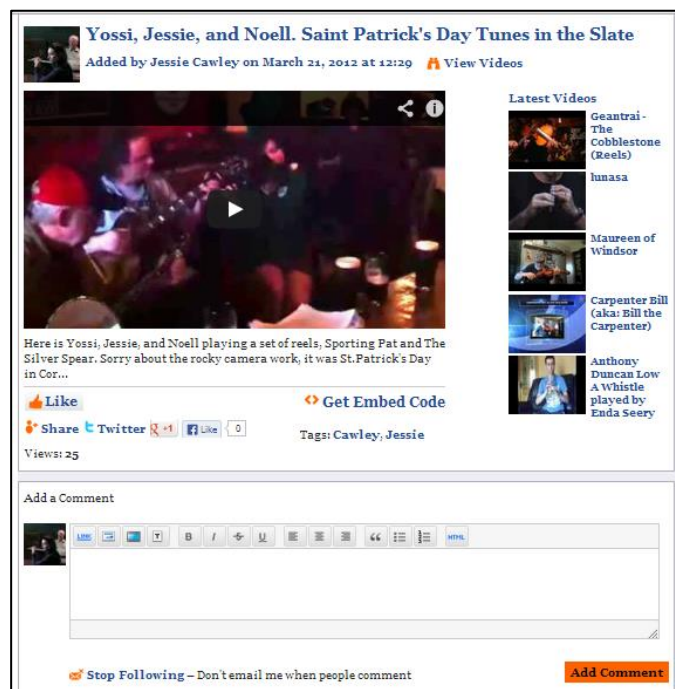 Yossi, Jessie, and Noell. Saint Patrick's Day Tunes in the Slate
Added by Jessie Cawley on March 21, 2012 at 12:29 View Videos
Here is Yossi, Jessie, and Noell playing a set of reels, Sporting Pat and The
Silver Spear. Sorry about the rocky camera work, it was St.Patrick's Day
in Cor...
Like
Get Embed Code
Share Twitter +1 Like 0
Tags: Cawley, Jessie
Views: 25
Latest Videos
Geantrai -
The
Cobblestone
(Reels)
lunasa
Maureen of
Windsor
Carpenter Bill
(aka: Bill the
Carpenter)
Anthony
Duncan Low
A Whistle
played by
Enda Seery
Add a Comment
LINK T B I S U HTML
Stop Following – Don't email me when people comment
Add Comment